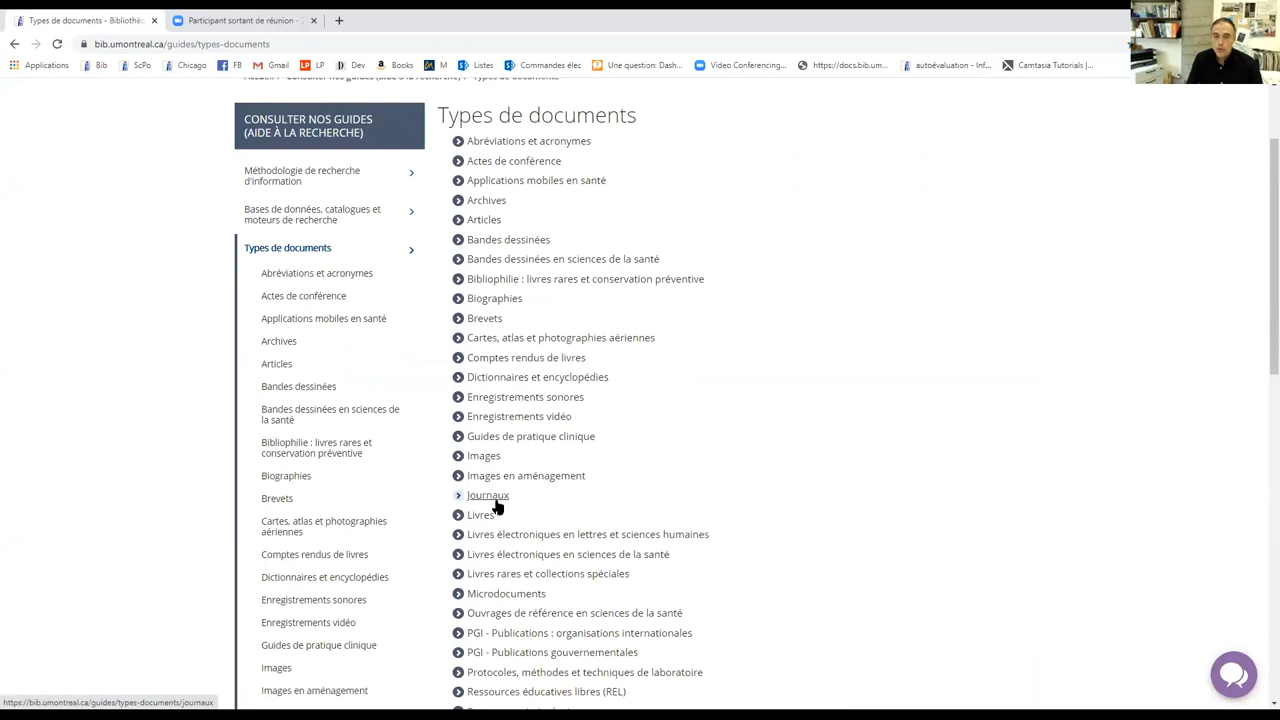 Types de documents - Bibliothè
Participant sortant de réunion -
bib.umontreal.ca/guides/types-documents
Applications Bib ScPo Chicago FB Gmail LP Dev Books M Listes Commandes élec Une question: Dash... Video Conferencing... https://docs.bib.um... autoévaluation - Inf... Camtasia Tutorials |...
Accueil / Consulter nos guides (aide à la recherche) / Types de documents
CONSULTER NOS GUIDES
(AIDE À LA RECHERCHE)
Méthodologie de recherche
d'information
Bases de données, catalogues et
moteurs de recherche
Types de documents
Abréviations et acronymes
Actes de conférence
Applications mobiles en santé
Archives
Articles
Bandes dessinées
Bandes dessinées en sciences de
la santé
Bibliophilie : livres rares et
conservation préventive
Biographies
Brevets
Cartes, atlas et photographies
aériennes
Comptes rendus de livres
Dictionnaires et encyclopédies
Enregistrements sonores
Enregistrements vidéo
Guides de pratique clinique
Images
Images en aménagement
Types de documents
Abréviations et acronymes
Actes de conférence
Applications mobiles en santé
Archives
Articles
Bandes dessinées
Bandes dessinées en sciences de la santé
Bibliophilie : livres rares et conservation préventive
Biographies
Brevets
Cartes, atlas et photographies aériennes
Comptes rendus de livres
Dictionnaires et encyclopédies
Enregistrements sonores
Enregistrements vidéo
Guides de pratique clinique
Images
Images en aménagement
Journaux
Livres
Livres électroniques en lettres et sciences humaines
Livres électroniques en sciences de la santé
Livres rares et collections spéciales
Microdocuments
Ouvrages de référence en sciences de la santé
PGI - Publications : organisations internationales
PGI - Publications gouvernementales
Protocoles, méthodes et techniques de laboratoire
Ressources éducatives libres (REL)
https://bib.umontreal.ca/guides/types-documents/journaux